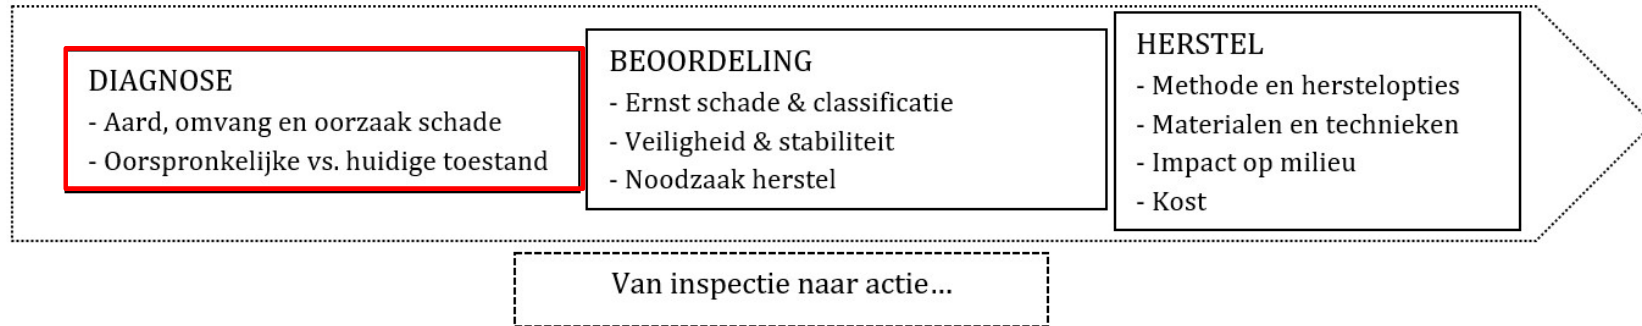 DIAGNOSE
- Aard, omvang en oorzaak schade
- Oorspronkelijke vs. huidige toestand
BEOORDELING
- Ernst schade & classificatie
- Veiligheid & stabiliteit
- Noodzaak herstel
HERSTEL
- Methode en herstelopties
- Materialen en technieken
- Impact op milieu
- Kost
Van inspectie naar actie…